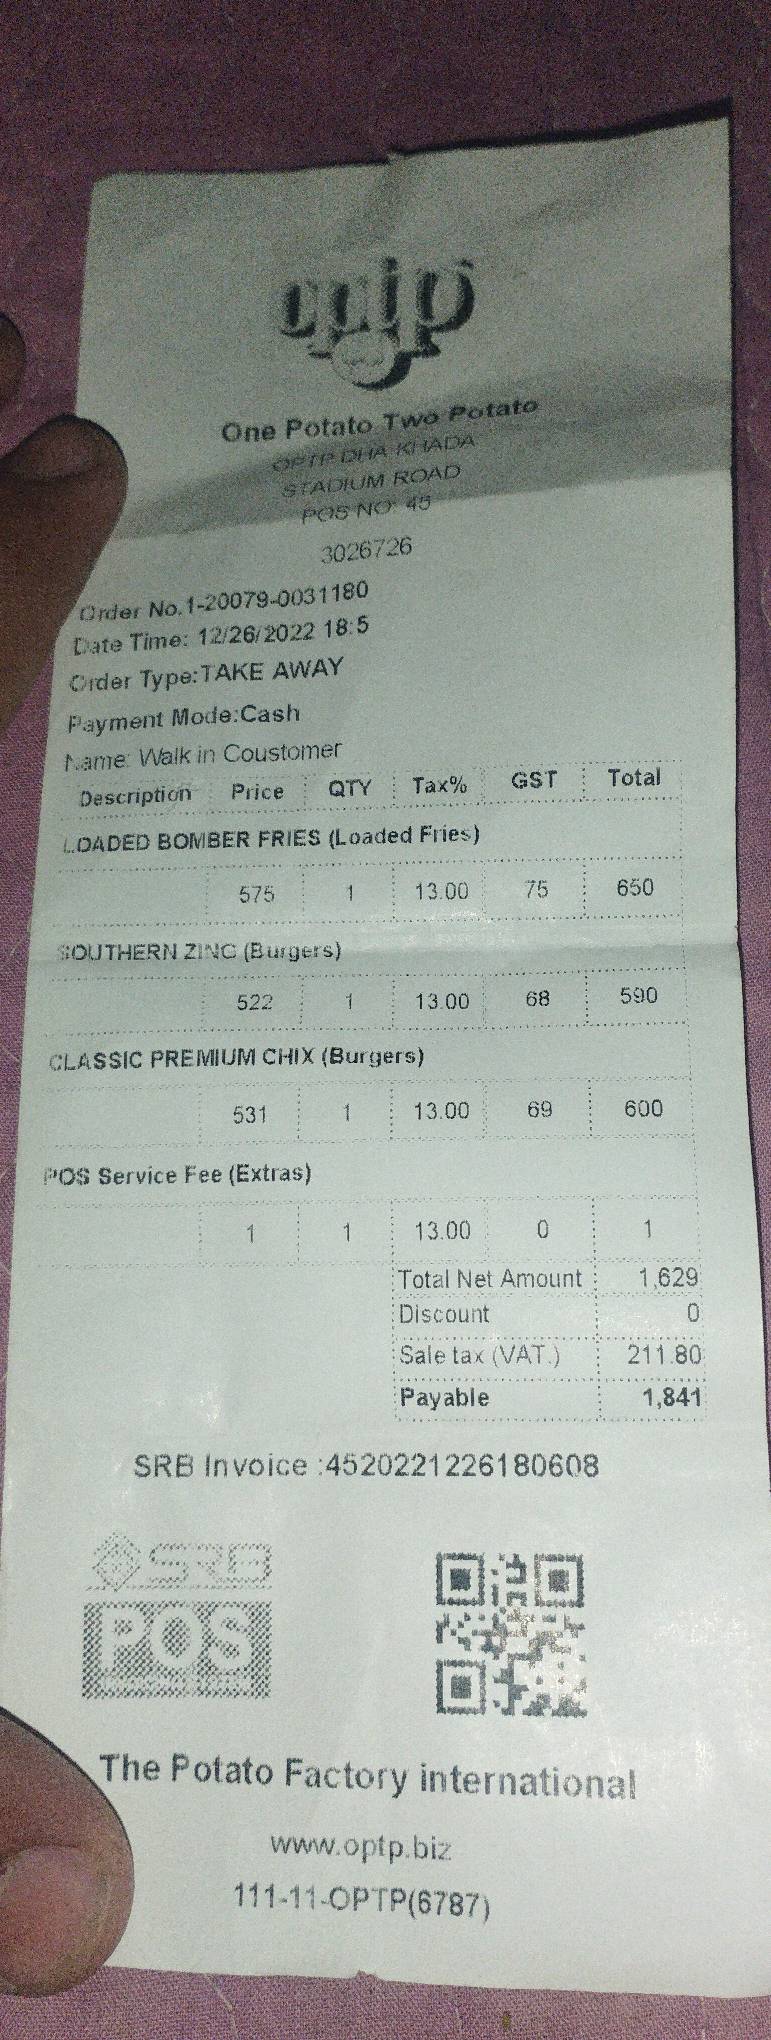 optp
One Potato Two Potato
OPTP DHA KHADA
STADIUM ROAD
POS NO: 45
3026726
Order No.1-20079-0031180
Date Time: 12/26/2022 18:5
Order Type:TAKE AWAY
Payment Mode:Cash
Name: Walk in Coustomer
Description Price QTY Tax% GST Total
LOADED BOMBER FRIES (Loaded Fries)
575 1 13.00 75 650
SOUTHERN ZING (Burgers)
522 1 13.00 68 590
CLASSIC PREMIUM CHIX (Burgers)
531 1 13.00 69 600
POS Service Fee (Extras)
1 1 13.00 0 1
Total Net Amount 1,629
Discount 0
Sale tax (VAT.) 211.80
Payable 1,841
SRB Invoice :4520221226180608
SRB
POS
The Potato Factory international
www.optp.biz
111-11-OPTP(6787)